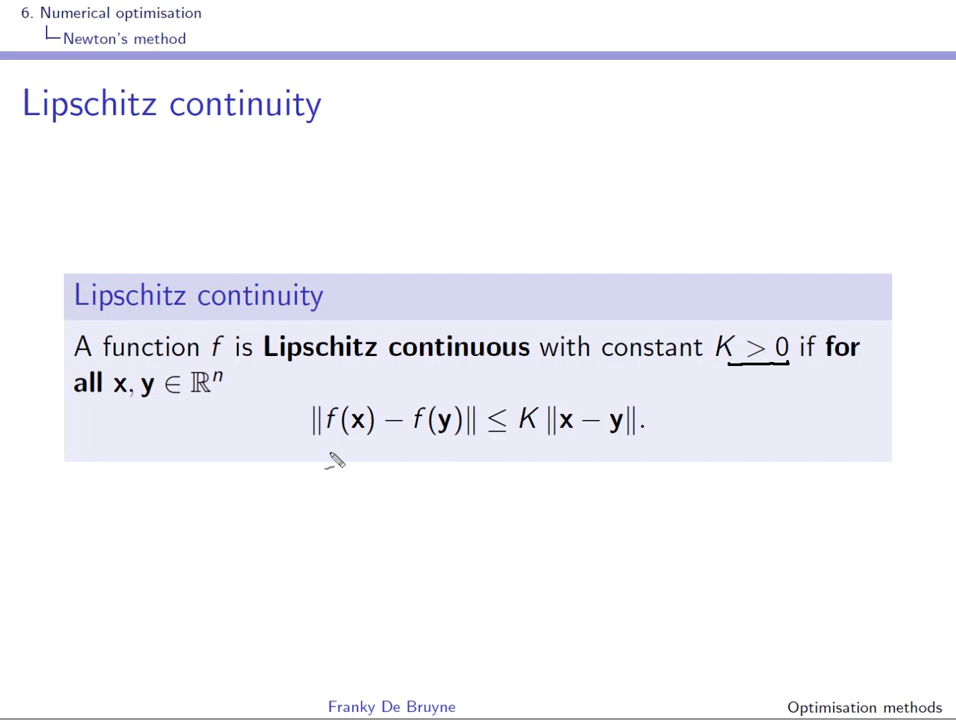 6. Numerical optimisation
Newton's method
Lipschitz continuity
Lipschitz continuity
A function f is Lipschitz continuous with constant K > 0 if for
all x, y ∈ ℝⁿ
‖f(x) − f(y)‖ ≤ K ‖x − y‖.
Franky De Bruyne
Optimisation methods